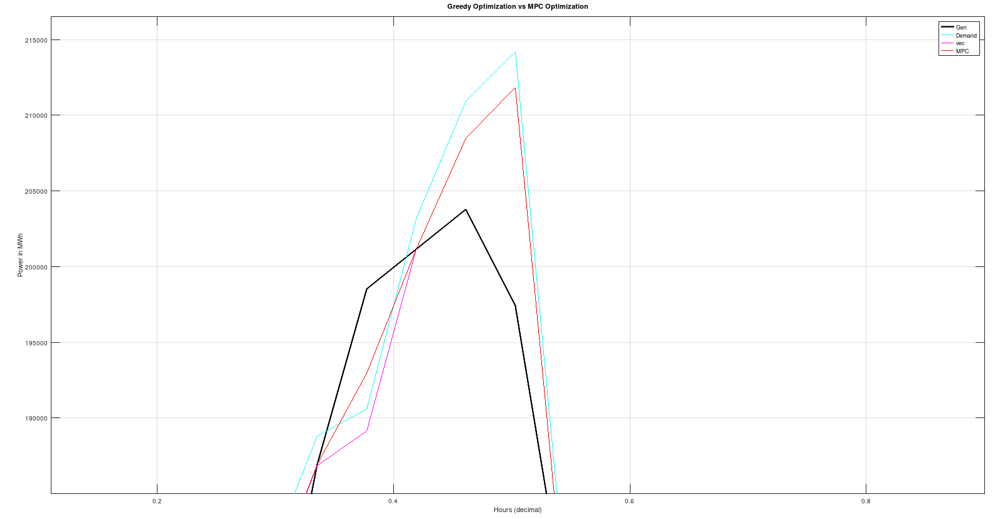 Greedy Optimization vs MPC Optimization
Gen
Demand
vec
MPC
215000
210000
205000
200000
195000
190000
Power in MWh
0.2
0.4
0.6
0.8
Hours (decimal)